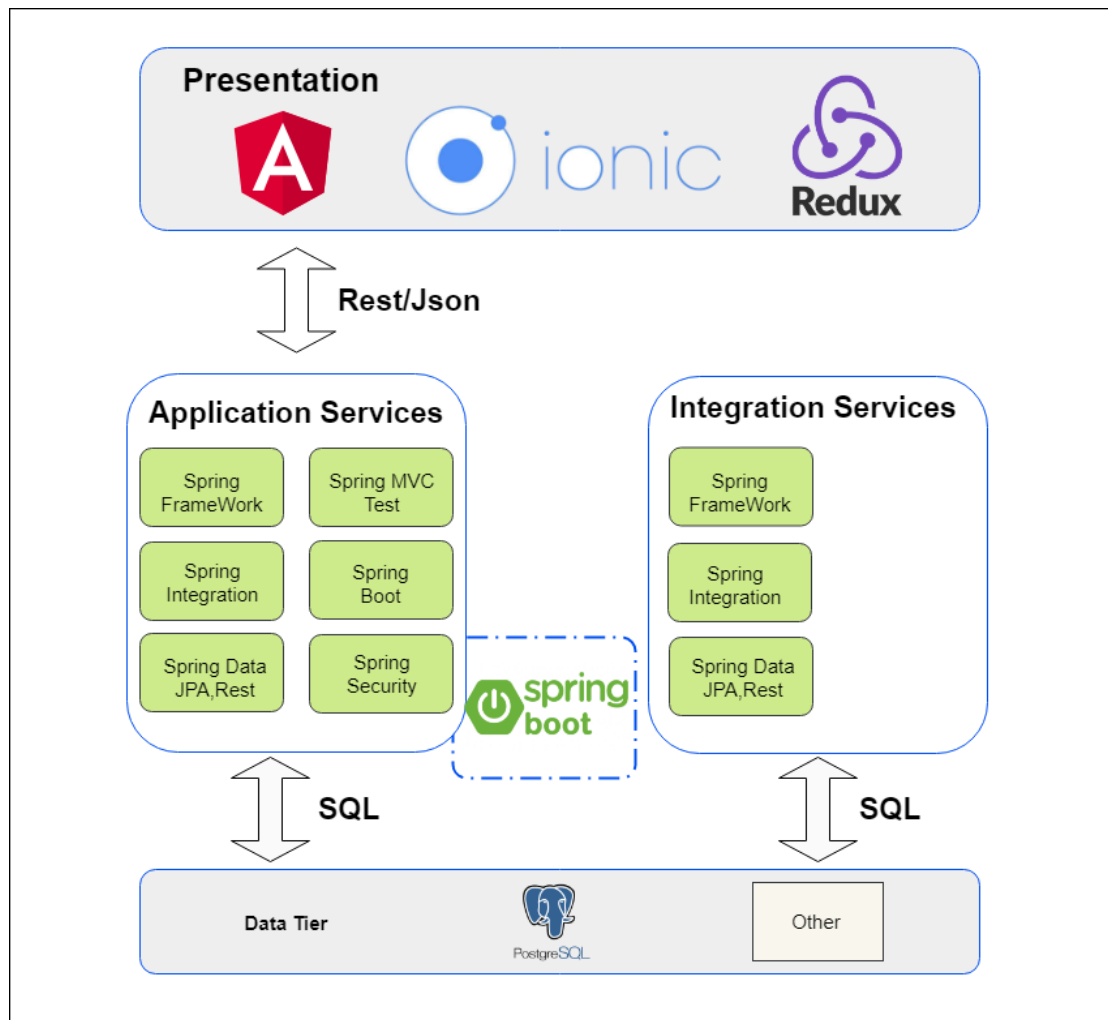 Presentation
A
ionic
Redux
Rest/Json
Application Services
Spring
FrameWork
Spring MVC
Test
Spring
Integration
Spring
Boot
Spring Data
JPA,Rest
Spring
Security
spring
boot
Integration Services
Spring
FrameWork
Spring
Integration
Spring Data
JPA,Rest
SQL
SQL
Data Tier
PostgreSQL
Other